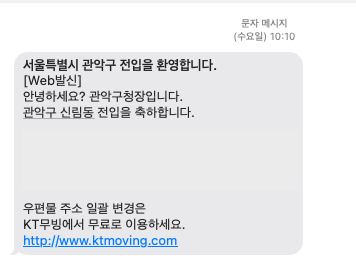 문자 메시지
(수요일) 10:10
서울특별시 관악구 전입을 환영합니다.
[Web발신]
안녕하세요? 관악구청장입니다.
관악구 신림동 전입을 축하합니다.
우편물 주소 일괄 변경은
KT무빙에서 무료로 이용하세요.
http://www.ktmoving.com